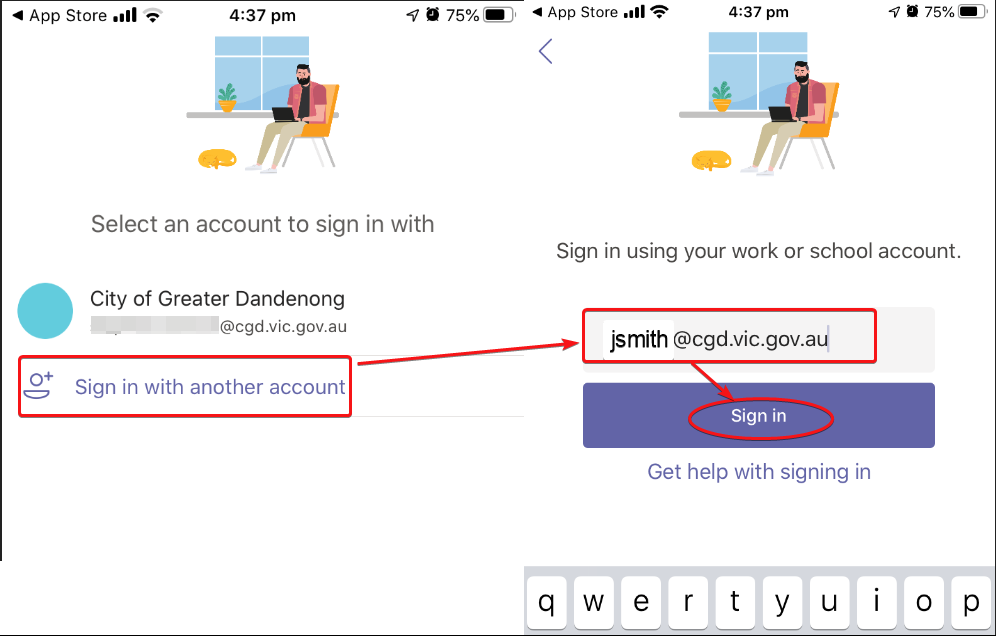 App Store
4:37 pm
75%
Select an account to sign in with
City of Greater Dandenong
@cgd.vic.gov.au
Sign in with another account
App Store
4:37 pm
75%
Sign in using your work or school account.
jsmith @cgd.vic.gov.au
Sign in
Get help with signing in
q w e r t y u i o p